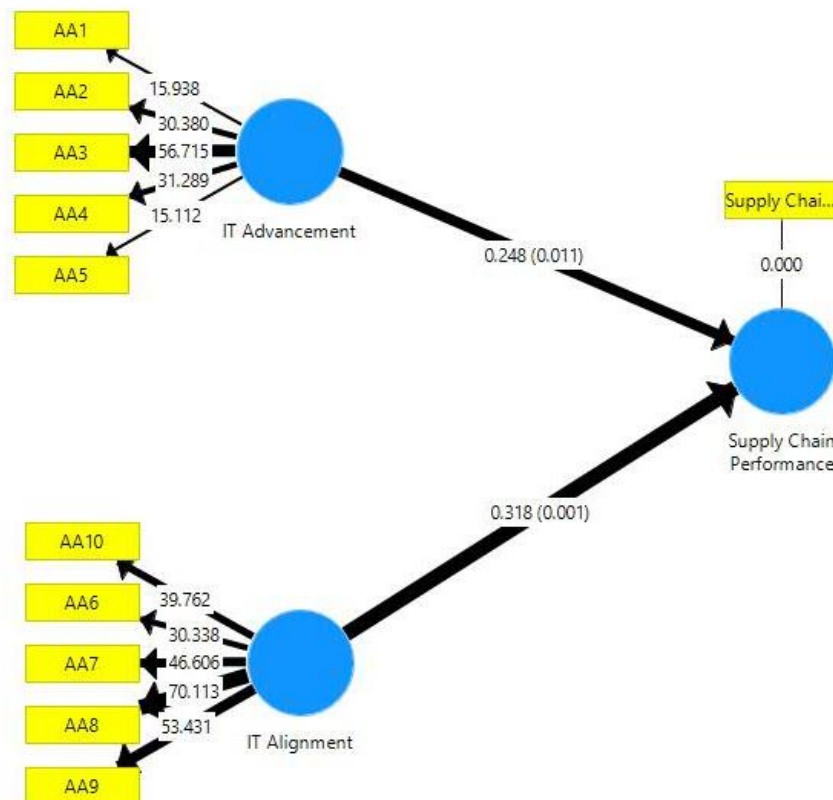 AA1
AA2
AA3
AA4
AA5
15.938
30.380
56.715
31.289
15.112
IT Advancement
0.248 (0.011)
Supply Chai...
0.000
Supply Chain
Performance
0.318 (0.001)
AA10
AA6
AA7
AA8
AA9
39.762
30.338
46.606
70.113
53.431
IT Alignment